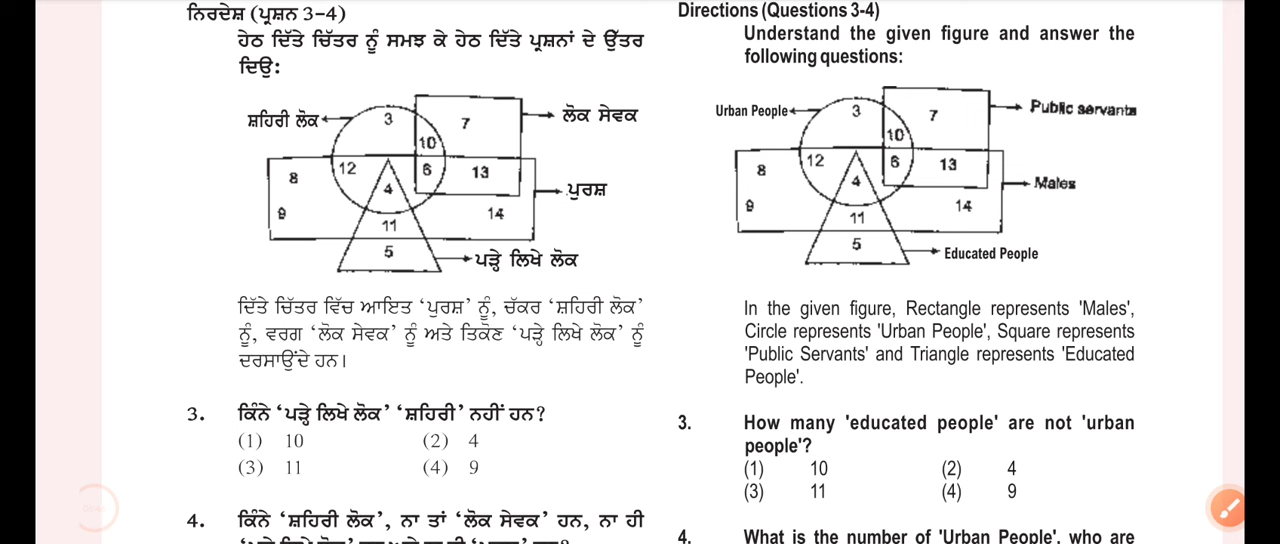 ਨਿਰਦੇਸ਼ (ਪ੍ਰਸ਼ਨ 3-4)
ਹੇਠ ਦਿੱਤੇ ਚਿੱਤਰ ਨੂੰ ਸਮਝ ਕੇ ਹੇਠ ਦਿੱਤੇ ਪ੍ਰਸ਼ਨਾਂ ਦੇ ਉੱਤਰ
ਦਿਉ:
ਸ਼ਹਿਰੀ ਲੋਕ
3
7
ਲੋਕ ਸੇਵਕ
10
8
12
6
13
4
ਪੁਰਸ਼
9
11
14
5
ਪੜ੍ਹੇ ਲਿਖੇ ਲੋਕ
ਦਿੱਤੇ ਚਿੱਤਰ ਵਿੱਚ ਆਇਤ 'ਪੁਰਸ਼' ਨੂੰ, ਚੱਕਰ 'ਸ਼ਹਿਰੀ ਲੋਕ'
ਨੂੰ, ਵਰਗ 'ਲੋਕ ਸੇਵਕ' ਨੂੰ ਅਤੇ ਤਿਕੋਣ 'ਪੜ੍ਹੇ ਲਿਖੇ ਲੋਕ' ਨੂੰ
ਦਰਸਾਉਂਦੇ ਹਨ।
3. ਕਿੰਨੇ 'ਪੜ੍ਹੇ ਲਿਖੇ ਲੋਕ' 'ਸ਼ਹਿਰੀ' ਨਹੀਂ ਹਨ?
(1) 10 (2) 4
(3) 11 (4) 9
4. ਕਿੰਨੇ 'ਸ਼ਹਿਰੀ ਲੋਕ', ਨਾ ਤਾਂ 'ਲੋਕ ਸੇਵਕ' ਹਨ, ਨਾ ਹੀ
Directions (Questions 3-4)
Understand the given figure and answer the
following questions:
Urban People
3
7
Public servants
10
8
12
6
13
4
Males
9
11
14
5
Educated People
In the given figure, Rectangle represents 'Males',
Circle represents 'Urban People', Square represents
'Public Servants' and Triangle represents 'Educated
People'.
3. How many 'educated people' are not 'urban
people'?
(1) 10 (2) 4
(3) 11 (4) 9
4. What is the number of 'Urban People', who are